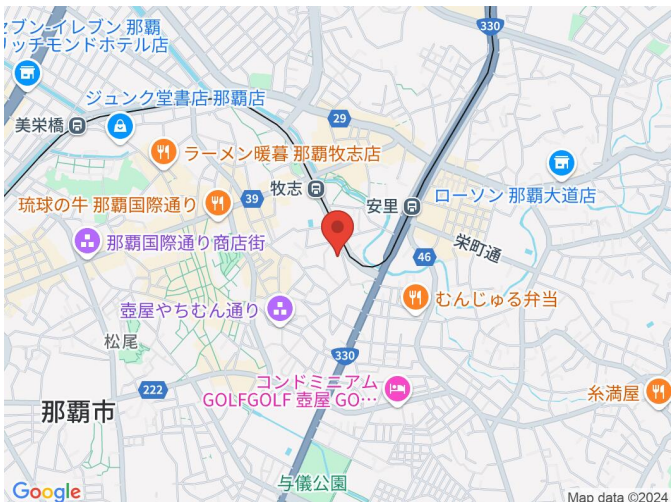 セブン-イレブン 那覇
リッチモンドホテル店
330
ジュンク堂書店 那覇店
29
美栄橋
ラーメン暖暮 那覇牧志店
牧志
安里
ローソン 那覇大道店
琉球の牛 那覇国際通り
39
栄町通
那覇国際通り商店街
46
むんじゅる弁当
壺屋やちむん通り
松尾
330
コンドミニアム
GOLFGOLF 壺屋 GO…
222
糸満屋
那覇市
与儀公園
Google
Map data ©2024